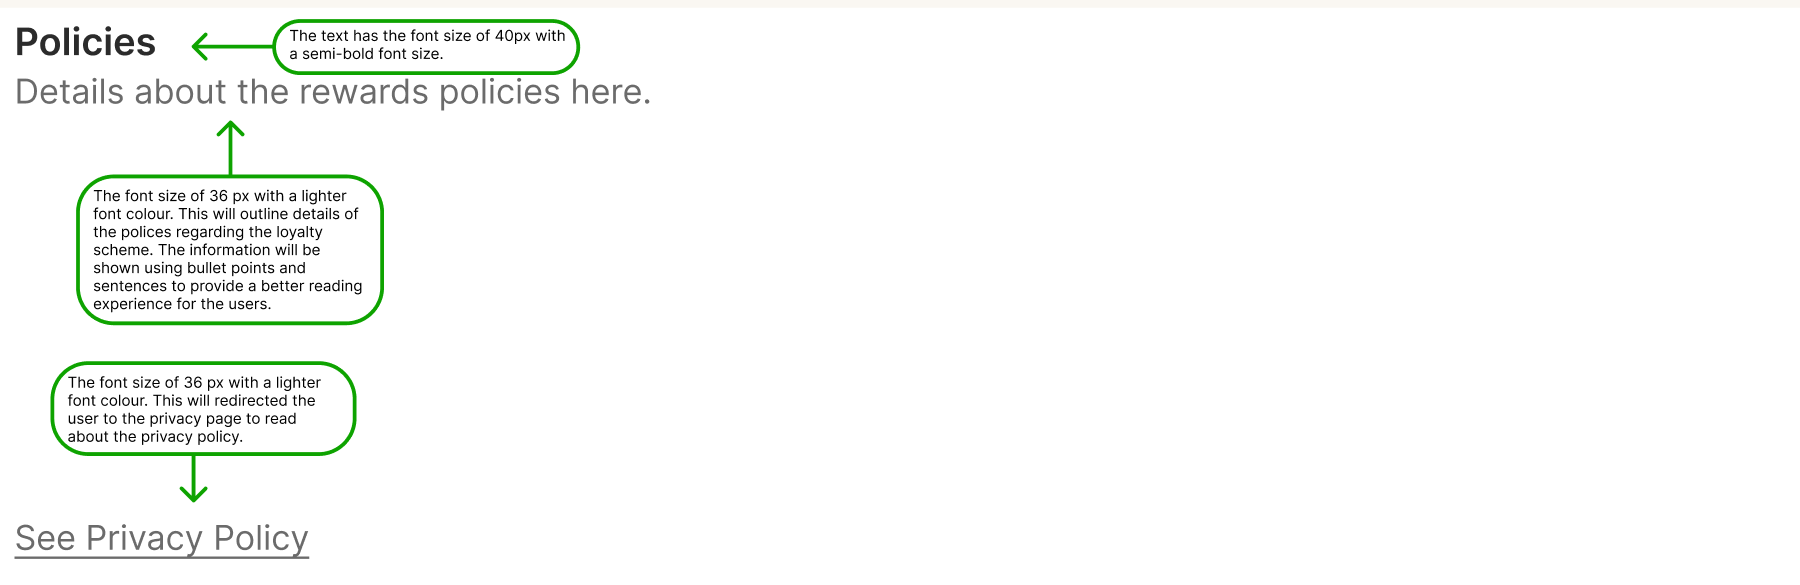 Policies
The text has the font size of 40px with
a semi-bold font size.
Details about the rewards policies here.
The font size of 36 px with a lighter
font colour. This will outline details of
the polices regarding the loyalty
scheme. The information will be
shown using bullet points and
sentences to provide a better reading
experience for the users.
The font size of 36 px with a lighter
font colour. This will redirected the
user to the privacy page to read
about the privacy policy.
See Privacy Policy